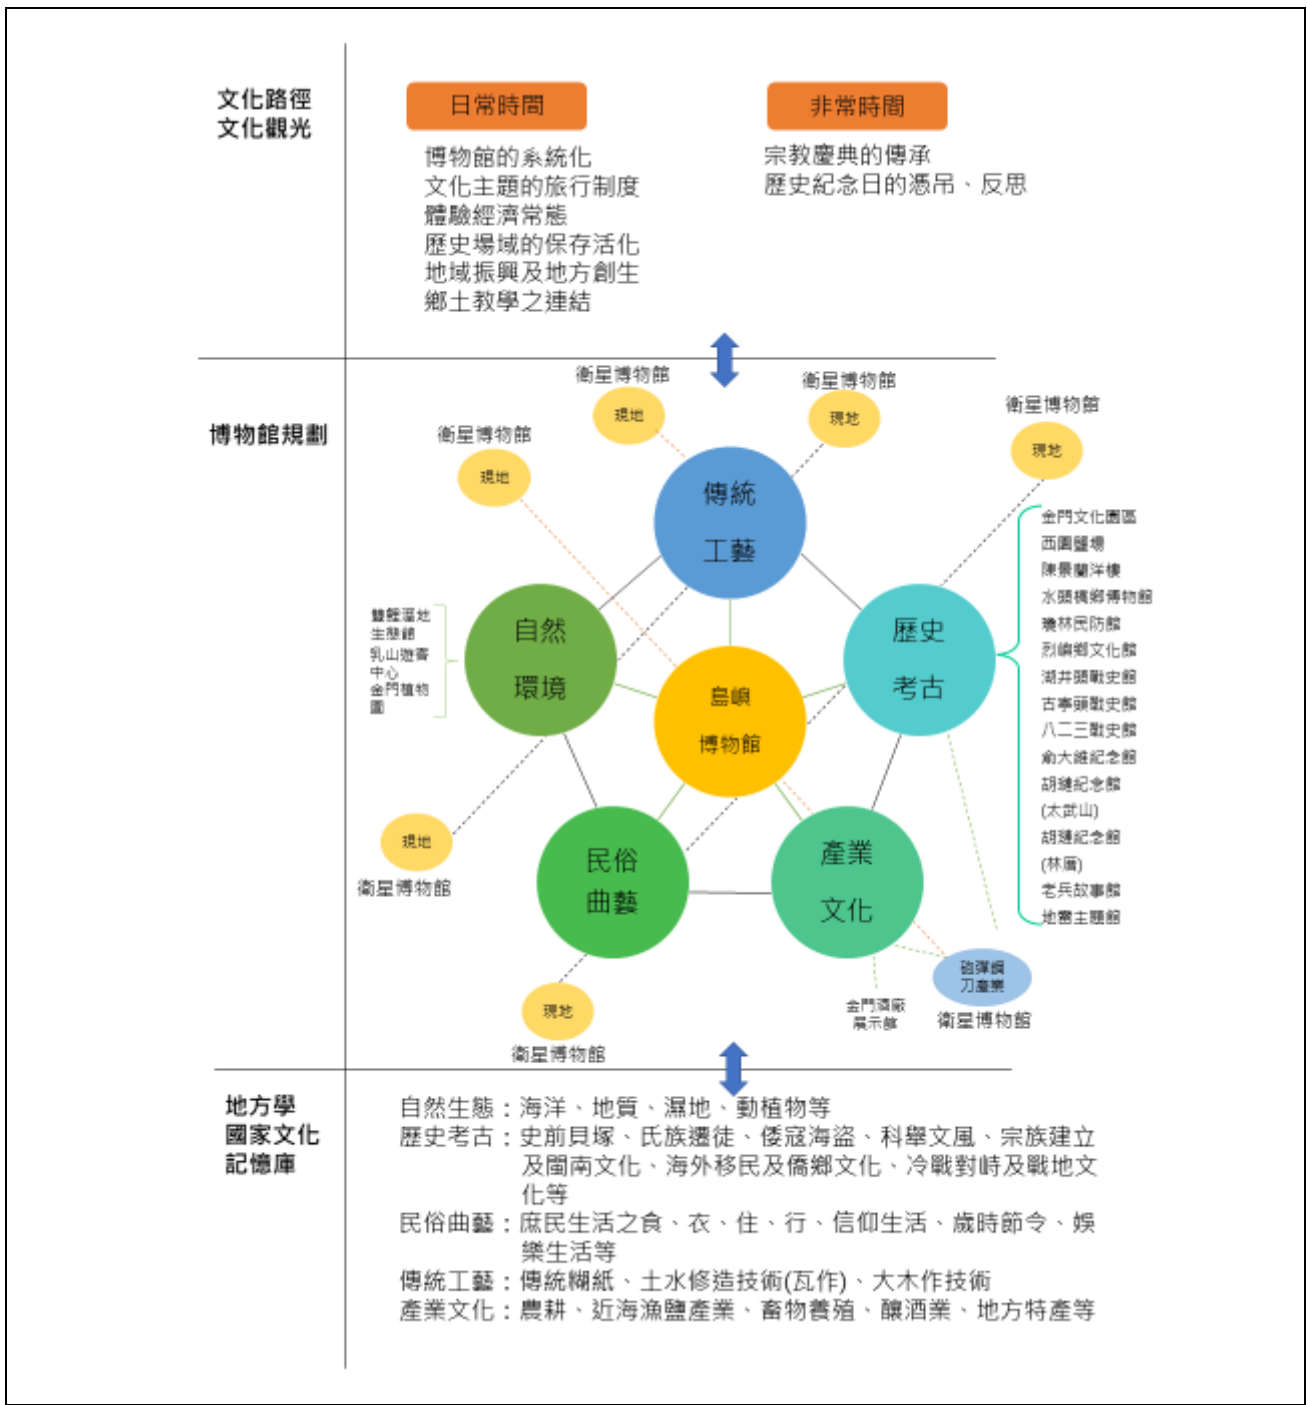 文化路徑
文化觀光
日常時間
博物館的系統化
文化主題的旅行制度
體驗經濟常態
歷史場域的保存活化
地域振興及地方創生
鄉土教學之連結
非常時間
宗教慶典的傳承
歷史紀念日的憑吊、反思
博物館規劃
衛星博物館
現地
衛星博物館
現地
衛星博物館
現地
衛星博物館
現地
傳統
工藝
自然
環境
歷史
考古
島嶼
博物館
民俗
曲藝
產業
文化
雙鯉溼地
生態館
乳山遊客
中心
金門植物
園
金門文化園區
西園鹽場
陳景蘭洋樓
水頭僑鄉博物館
瓊林民防館
烈嶼鄉文化館
湖井頭戰史館
古寧頭戰史館
八二三戰史館
俞大維紀念館
胡璉紀念館
(太武山)
胡璉紀念館
(林厝)
老兵故事館
地雷主題館
現地
衛星博物館
現地
衛星博物館
金門酒廠
展示館
砲彈鋼
刀產業
衛星博物館
地方學
國家文化
記憶庫
自然生態：海洋、地質、濕地、動植物等
歷史考古：史前貝塚、氏族遷徒、倭寇海盜、科舉文風、宗族建立
及閩南文化、海外移民及僑鄉文化、冷戰對峙及戰地文
化等
民俗曲藝：庶民生活之食、衣、住、行、信仰生活、歲時節令、娛
樂生活等
傳統工藝：傳統糊紙、土水修造技術(瓦作)、大木作技術
產業文化：農耕、近海漁鹽產業、畜物養殖、釀酒業、地方特產等